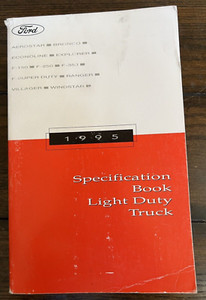 Ford
AEROSTAR ■ BRONCO ■
ECONOLINE ■ EXPLORER ■
F-150 ■ F-250 ■ F-350 ■
F-SUPER DUTY ■ RANGER ■
VILLAGER ■ WINDSTAR ■
1995
Specification
Book
Light Duty
Truck